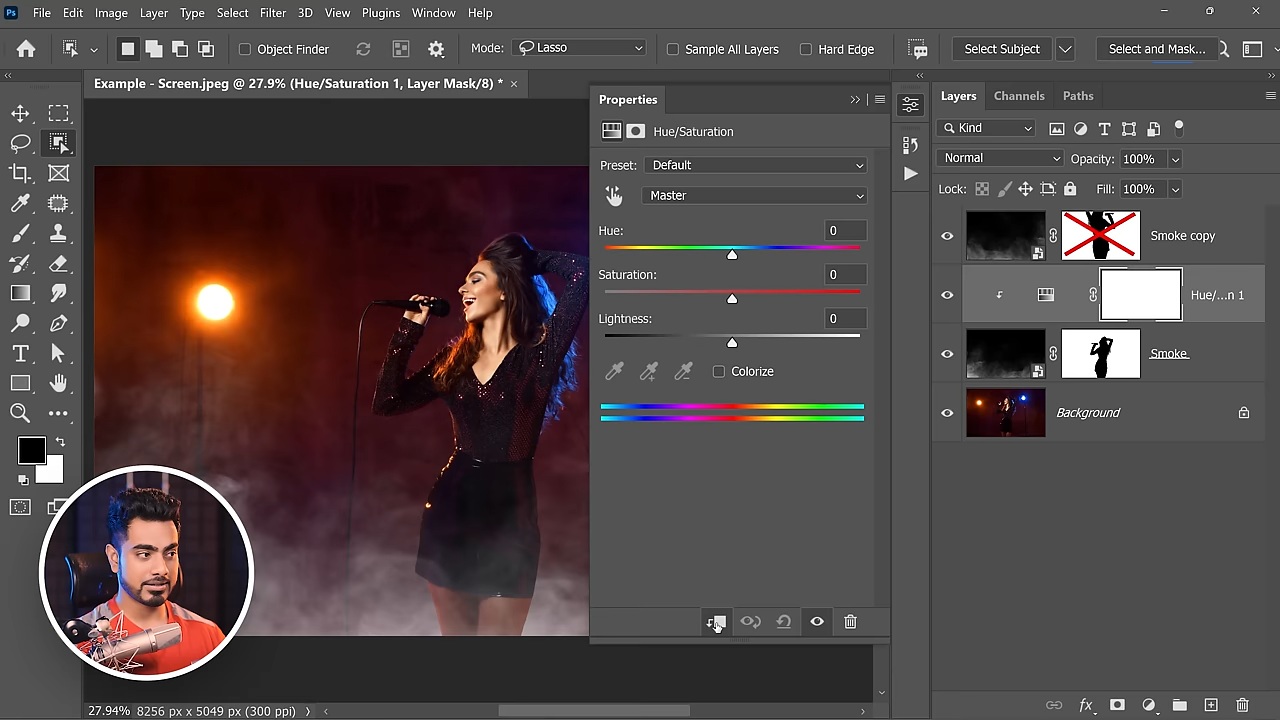 Ps File Edit Image Layer Type Select Filter 3D View Plugins Window Help
Object Finder Mode: Lasso Sample All Layers Hard Edge Select Subject Select and Mask...
Example - Screen.jpeg @ 27.9% (Hue/Saturation 1, Layer Mask/8) *
Properties
Hue/Saturation
Preset: Default
Master
Hue: 0
Saturation: 0
Lightness: 0
Colorize
Layers Channels Paths
Kind
Normal Opacity: 100%
Lock: Fill: 100%
Smoke copy
Hue/...n 1
Smoke
Background
fx
27.94% 8256 px x 5049 px (300 ppi)